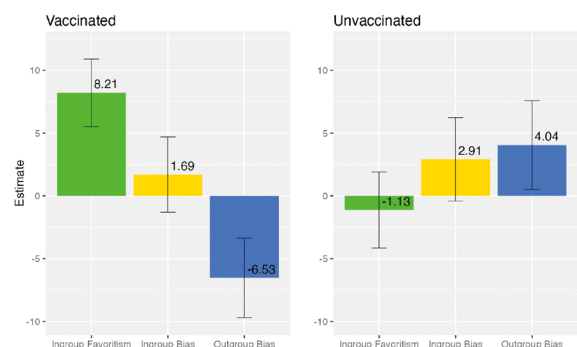 Vaccinated
Unvaccinated
Estimate
10
5
0
-5
-10
8.21
1.69
-6.53
Ingroup Favoritism
Ingroup Bias
Outgroup Bias
10
5
0
-5
-10
-1.13
2.91
4.04
Ingroup Favoritism
Ingroup Bias
Outgroup Bias